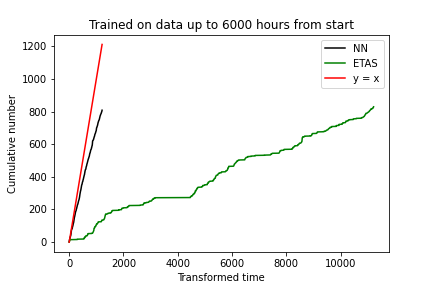 Trained on data up to 6000 hours from start
1200
1000
800
600
400
200
0
Cumulative number
NN
ETAS
y = x
0
2000
4000
6000
8000
10000
Transformed time